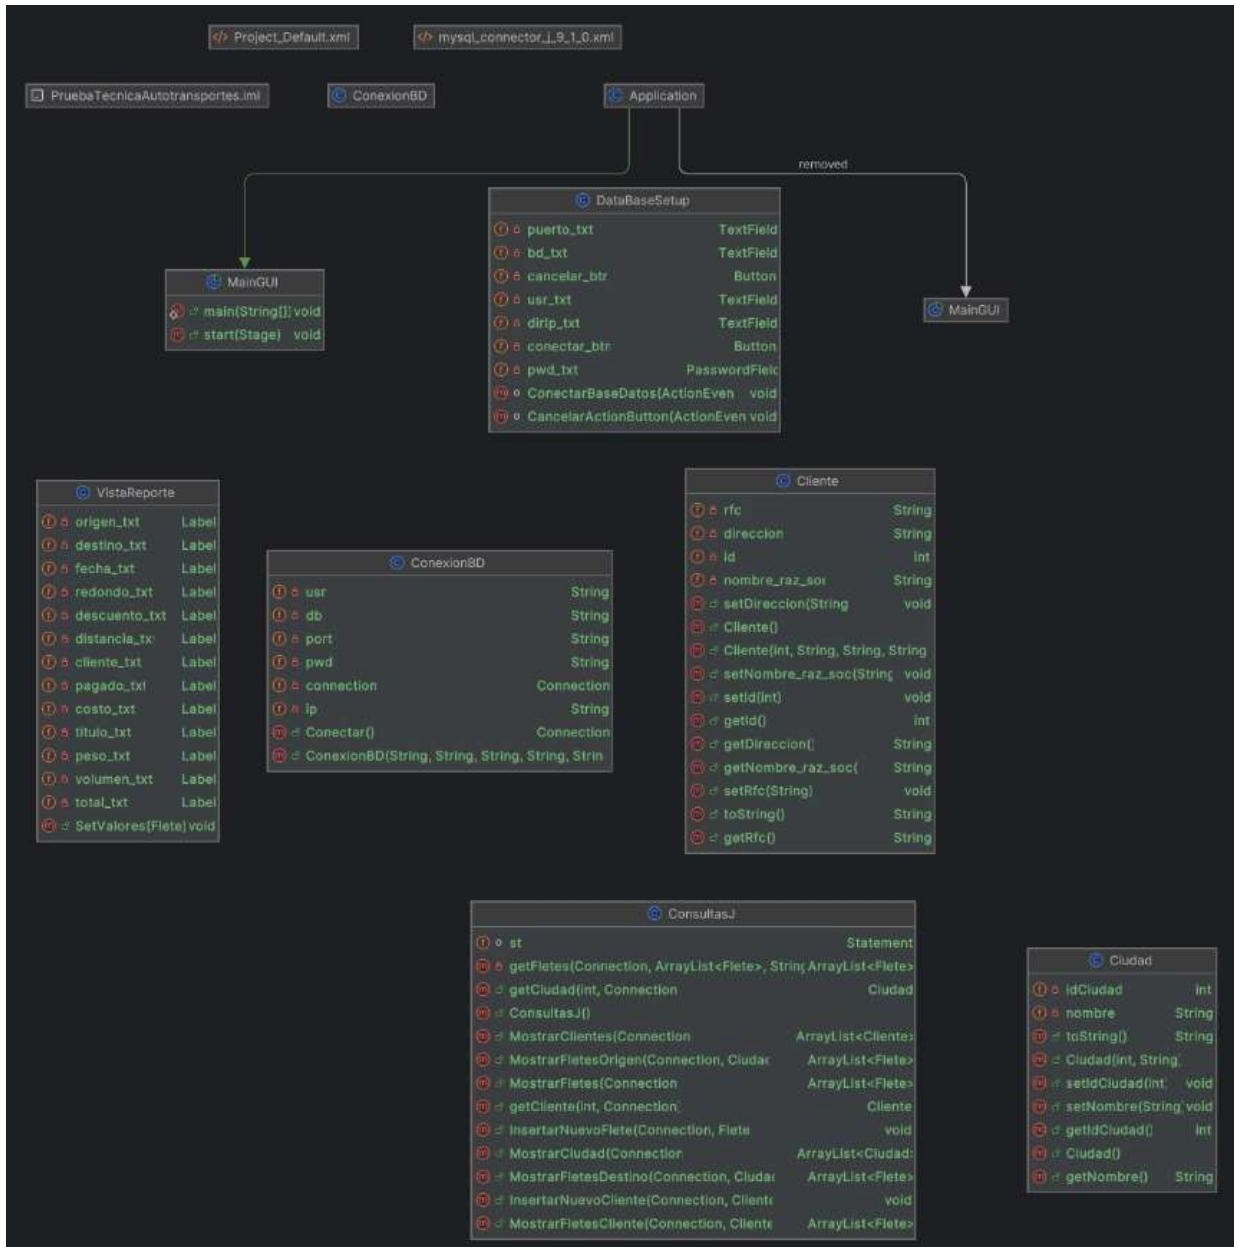 Project_Default.xml
mysql_connector_j_9_1_0.xml
PruebaTecnicaAutotransportes.iml
ConexionBD
Application
removed
MainGUI
main(String[]) void
start(Stage) void
DataBaseSetup
puerto_txt TextField
bd_txt TextField
cancelar_btr Button
usr_txt TextField
dirip_txt TextField
conectar_btr Button
pwd_txt PasswordField
ConectarBaseDatos(ActionEven void
CancelarActionButton(ActionEven void
MainGUI
VistaReporte
origen_txt Label
destino_txt Label
fecha_txt Label
redondo_txt Label
descuento_txt Label
distancia_tx Label
cliente_txt Label
pagado_txt Label
costo_txt Label
titulo_txt Label
peso_txt Label
volumen_txt Label
total_txt Label
SetValores(Flete) void
ConexionBD
usr String
db String
port String
pwd String
connection Connection
ip String
Conectar() Connection
ConexionBD(String, String, String, String, Strin
Cliente
rfc String
direccion String
id int
nombre_raz_soc String
setDireccion(String void
Cliente()
Cliente(int, String, String, String
setNombre_raz_soc(String void
setId(int) void
getId() int
getDireccion() String
getNombre_raz_soc( String
setRfc(String) void
toString() String
getRfc() String
ConsultasJ
st Statement
getFletes(Connection, ArrayList<Flete>, String ArrayList<Flete>
getCiudad(int, Connection Ciudad
ConsultasJ()
MostrarClientes(Connection ArrayList<Cliente>
MostrarFletesOrigen(Connection, Ciudac ArrayList<Flete>
MostrarFletes(Connection ArrayList<Flete>
getCliente(int, Connection) Cliente
InsertarNuevoFlete(Connection, Flete void
MostrarCiudad(Connection ArrayList<Ciudad>
MostrarFletesDestino(Connection, Ciudac ArrayList<Flete>
InsertarNuevoCliente(Connection, Cliente void
MostrarFletesCliente(Connection, Cliente ArrayList<Flete>
Ciudad
idCiudad int
nombre String
toString() String
Ciudad(int, String)
setIdCiudad(int) void
setNombre(String) void
getIdCiudad() int
Ciudad()
getNombre() String